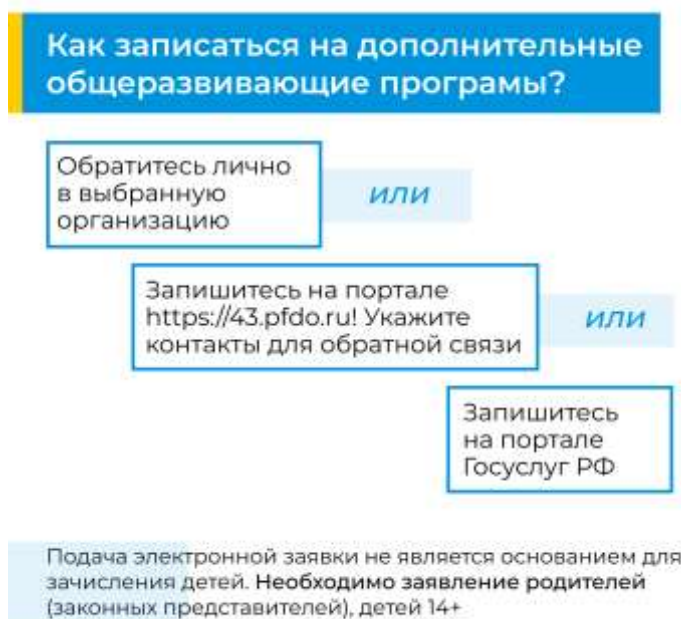 Как записаться на дополнительные
общеразвивающие програмы?
Обратитесь лично
в выбранную
организацию
или
Запишитесь на портале
https://43.pfdo.ru! Укажите
контакты для обратной связи
или
Запишитесь
на портале
Госуслуг РФ
Подача электронной заявки не является основанием для
зачисления детей. Необходимо заявление родителей
(законных представителей), детей 14+